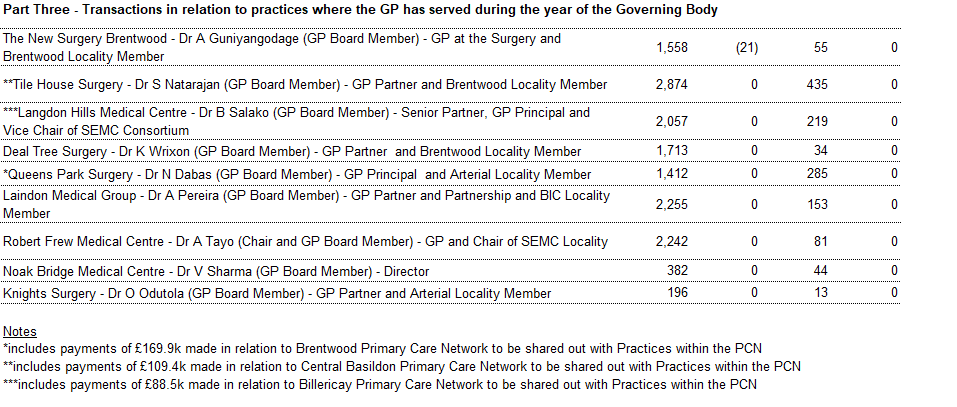 Part Three - Transactions in relation to practices where the GP has served during the year of the Governing Body
The New Surgery Brentwood - Dr A Guniyangodage (GP Board Member) - GP at the Surgery and
Brentwood Locality Member 1,558 (21) 55 0
**Tile House Surgery - Dr S Natarajan (GP Board Member) - GP Partner and Brentwood Locality Member 2,874 0 435 0
***Langdon Hills Medical Centre - Dr B Salako (GP Board Member) - Senior Partner, GP Principal and
Vice Chair of SEMC Consortium 2,057 0 219 0
Deal Tree Surgery - Dr K Wrixon (GP Board Member) - GP Partner  and Brentwood Locality Member 1,713 0 34 0
*Queens Park Surgery - Dr N Dabas (GP Board Member) - GP Principal  and Arterial Locality Member 1,412 0 285 0
Laindon Medical Group - Dr A Pereira (GP Board Member) - GP Partner and Partnership and BIC Locality
Member 2,255 0 153 0
Robert Frew Medical Centre - Dr A Tayo (Chair and GP Board Member) - GP and Chair of SEMC Locality 2,242 0 81 0
Noak Bridge Medical Centre - Dr V Sharma (GP Board Member) - Director 382 0 44 0
Knights Surgery - Dr O Odutola (GP Board Member) - GP Partner and Arterial Locality Member 196 0 13 0
Notes
*includes payments of £169.9k made in relation to Brentwood Primary Care Network to be shared out with Practices within the PCN
**includes payments of £109.4k made in relation to Central Basildon Primary Care Network to be shared out with Practices within the PCN
***includes payments of £88.5k made in relation to Billericay Primary Care Network to be shared out with Practices within the PCN